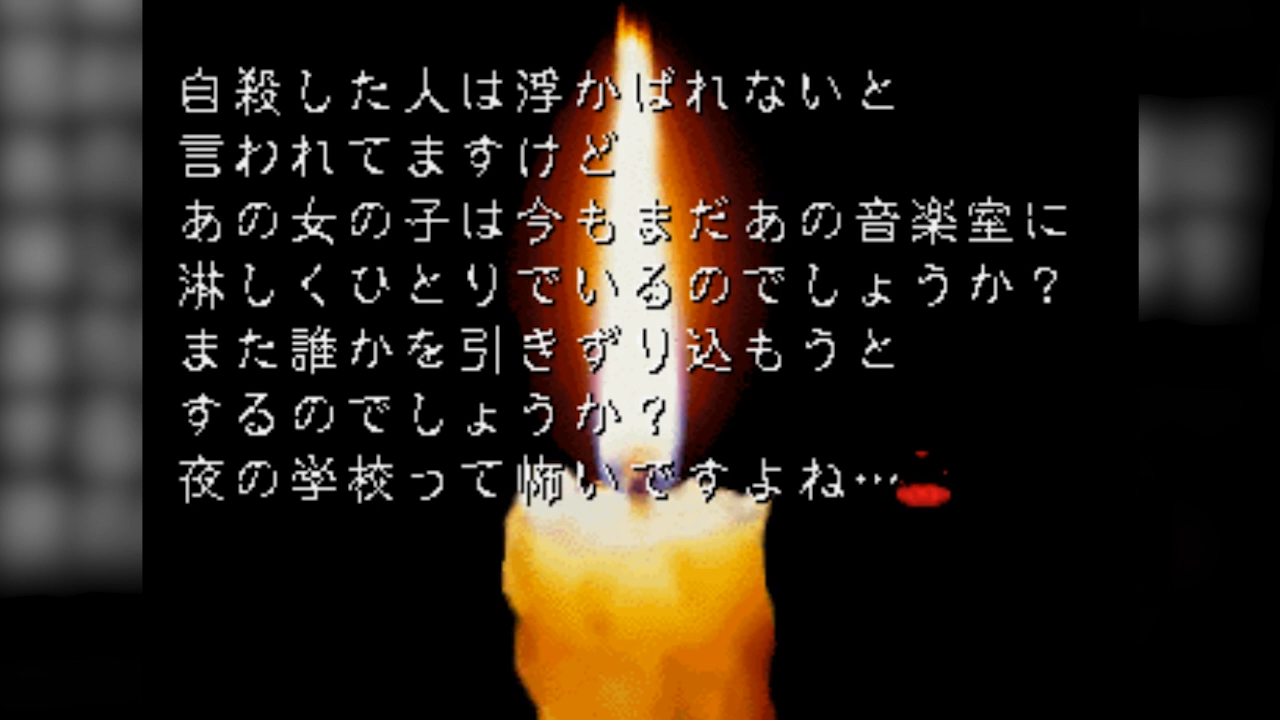 自殺した人は浮かばれないと
言われてますけど
あの女の子は今もまだあの音楽室に
淋しくひとりでいるのでしょうか？
また誰かを引きずり込もうと
するのでしょうか？
夜の学校って怖いですよね…